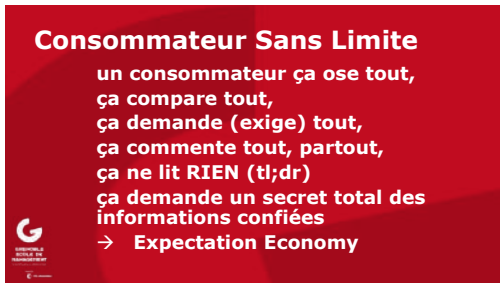 Consommateur Sans Limite
un consommateur ça ose tout,
ça compare tout,
ça demande (exige) tout,
ça commente tout, partout,
ça ne lit RIEN (tl;dr)
ça demande un secret total des
informations confiées
→ Expectation Economy
GRENOBLE
ECOLE DE
MANAGEMENT